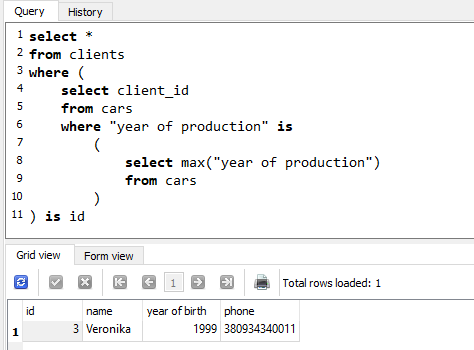 Query History
1 select *
2 from clients
3 where (
4 select client_id
5 from cars
6 where "year of production" is
7 (
8 select max("year of production")
9 from cars
10 )
11 ) is id
Grid view Form view
1 Total rows loaded: 1
id name year of birth phone
1 3 Veronika 1999 380934340011